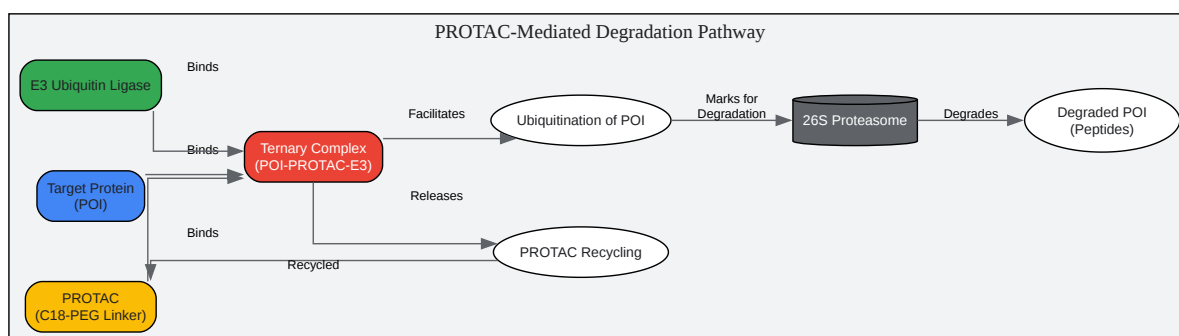 PROTAC-Mediated Degradation Pathway
Binds
E3 Ubiquitin Ligase
Marks for
Degradation
Facilitates
Ubiquitination of POI
26S Proteasome
Degrades
Degraded POI
(Peptides)
Binds
Ternary Complex
(POI-PROTAC-E3)
Target Protein
(POI)
Releases
Binds
PROTAC Recycling
Recycled
PROTAC
(C18-PEG Linker)